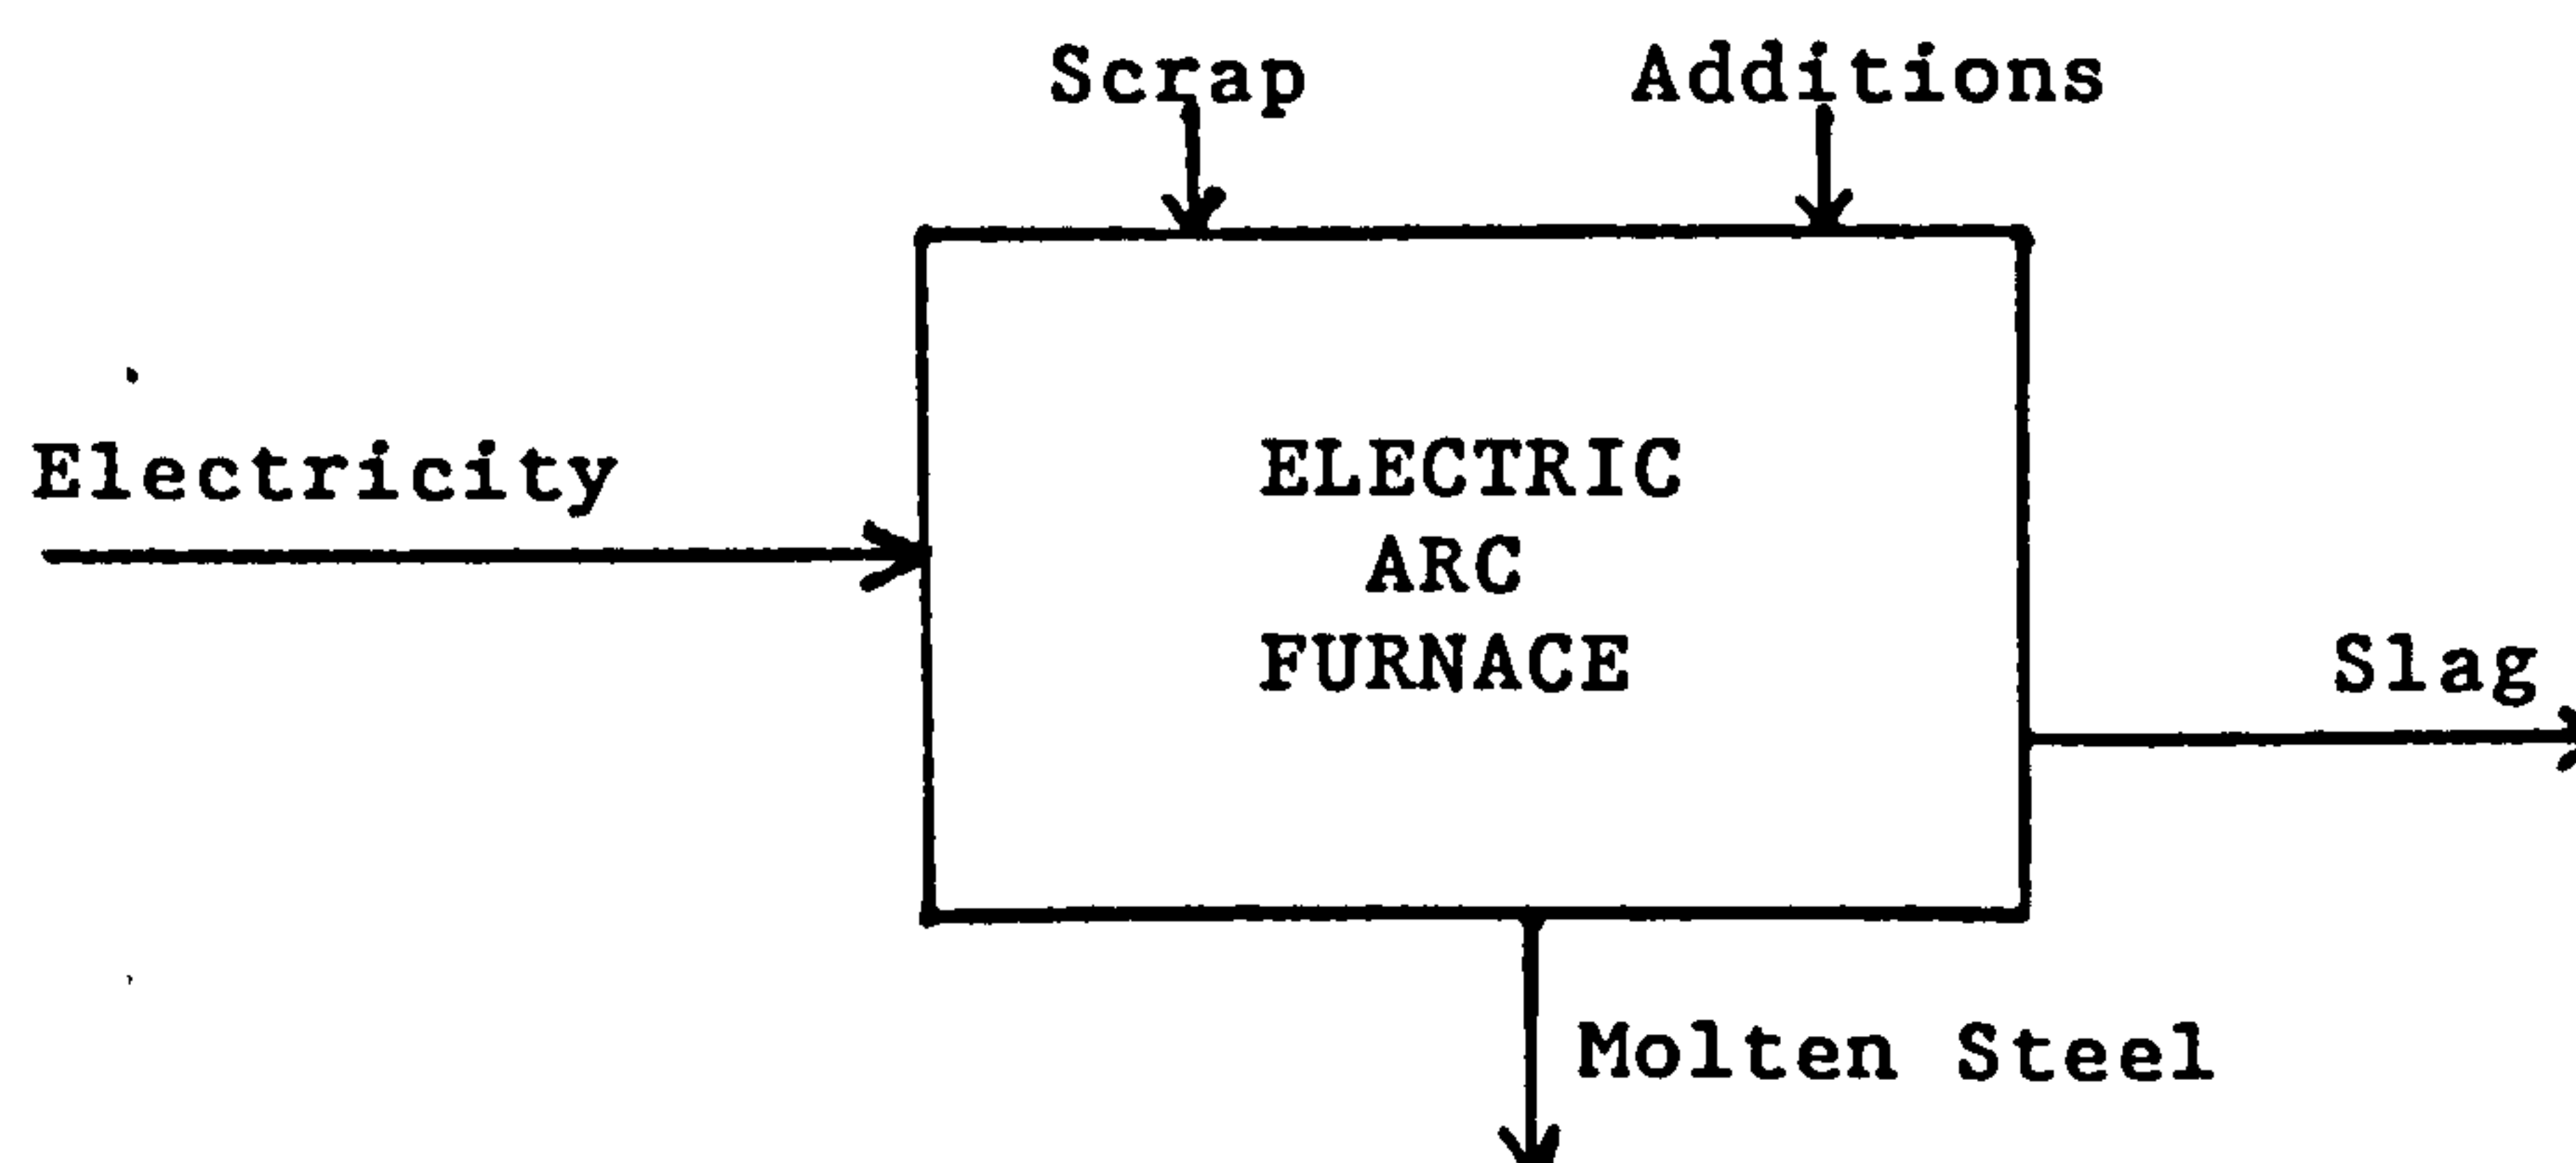 Scrap
Additions
Electricity
ELECTRIC
ARC
FURNACE
Slag
Molten Steel